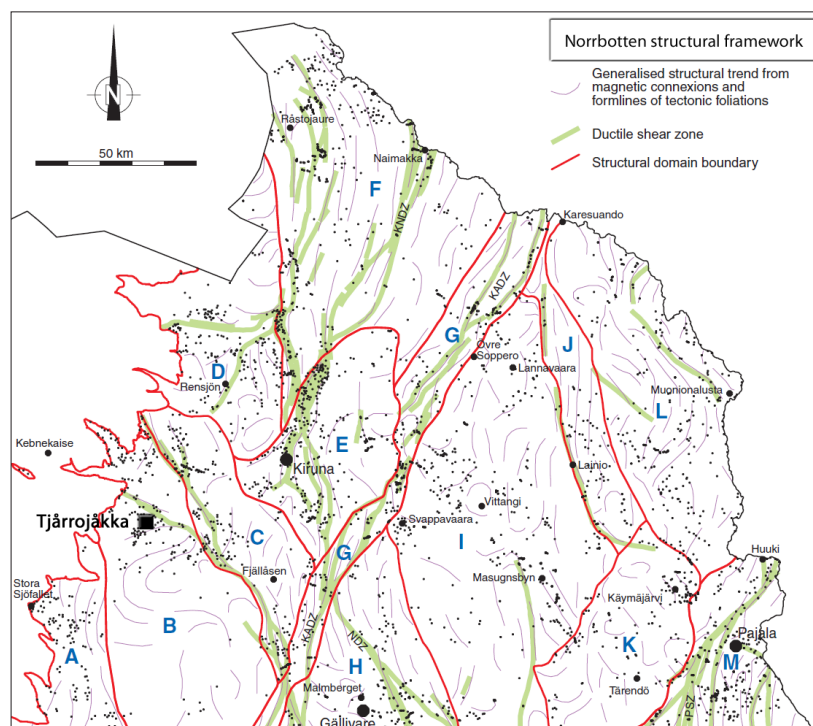 Norrbotten structural framework
Generalised structural trend from
magnetic connexions and
formlines of tectonic foliations
Ductile shear zone
Structural domain boundary
N
50 km
Råstojaure
Naimakka
F
KNDZ
Karesuando
KADZ
G
Övre
Soppero
J
Lannavaara
D
Rensjön
Muonionalusta
L
E
Kebnekaise
Kiruna
Lainio
Tjårrojåkka
Vittangi
Svappavaara
C
I
G
Huuki
Fjällåsen
Masugnsbyn
Stora
Sjöfallet
Käymäjärvi
B
KADZ
NDZ
Pajala
A
H
K
M
Malmberget
Tärendö
PSZ
Gällivare